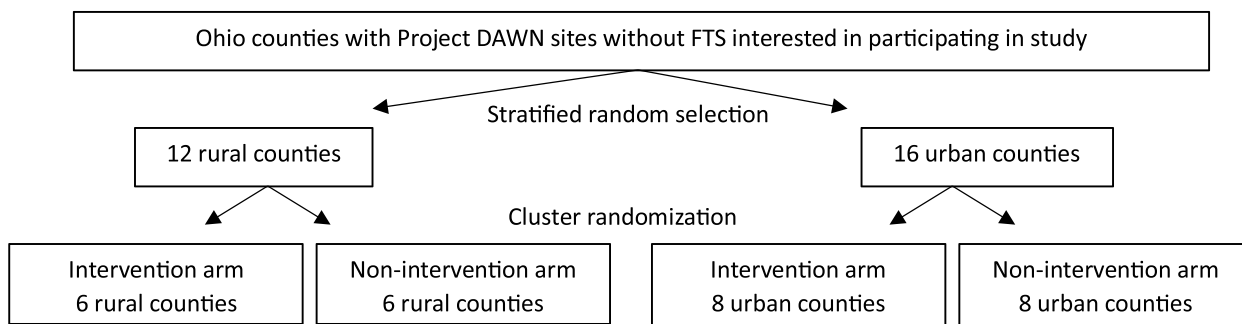 Ohio counties with Project DAWN sites without FTS interested in participating in study
Stratified random selection
12 rural counties
16 urban counties
Cluster randomization
Intervention arm
6 rural counties
Non-intervention arm
6 rural counties
Intervention arm
8 urban counties
Non-intervention arm
8 urban counties